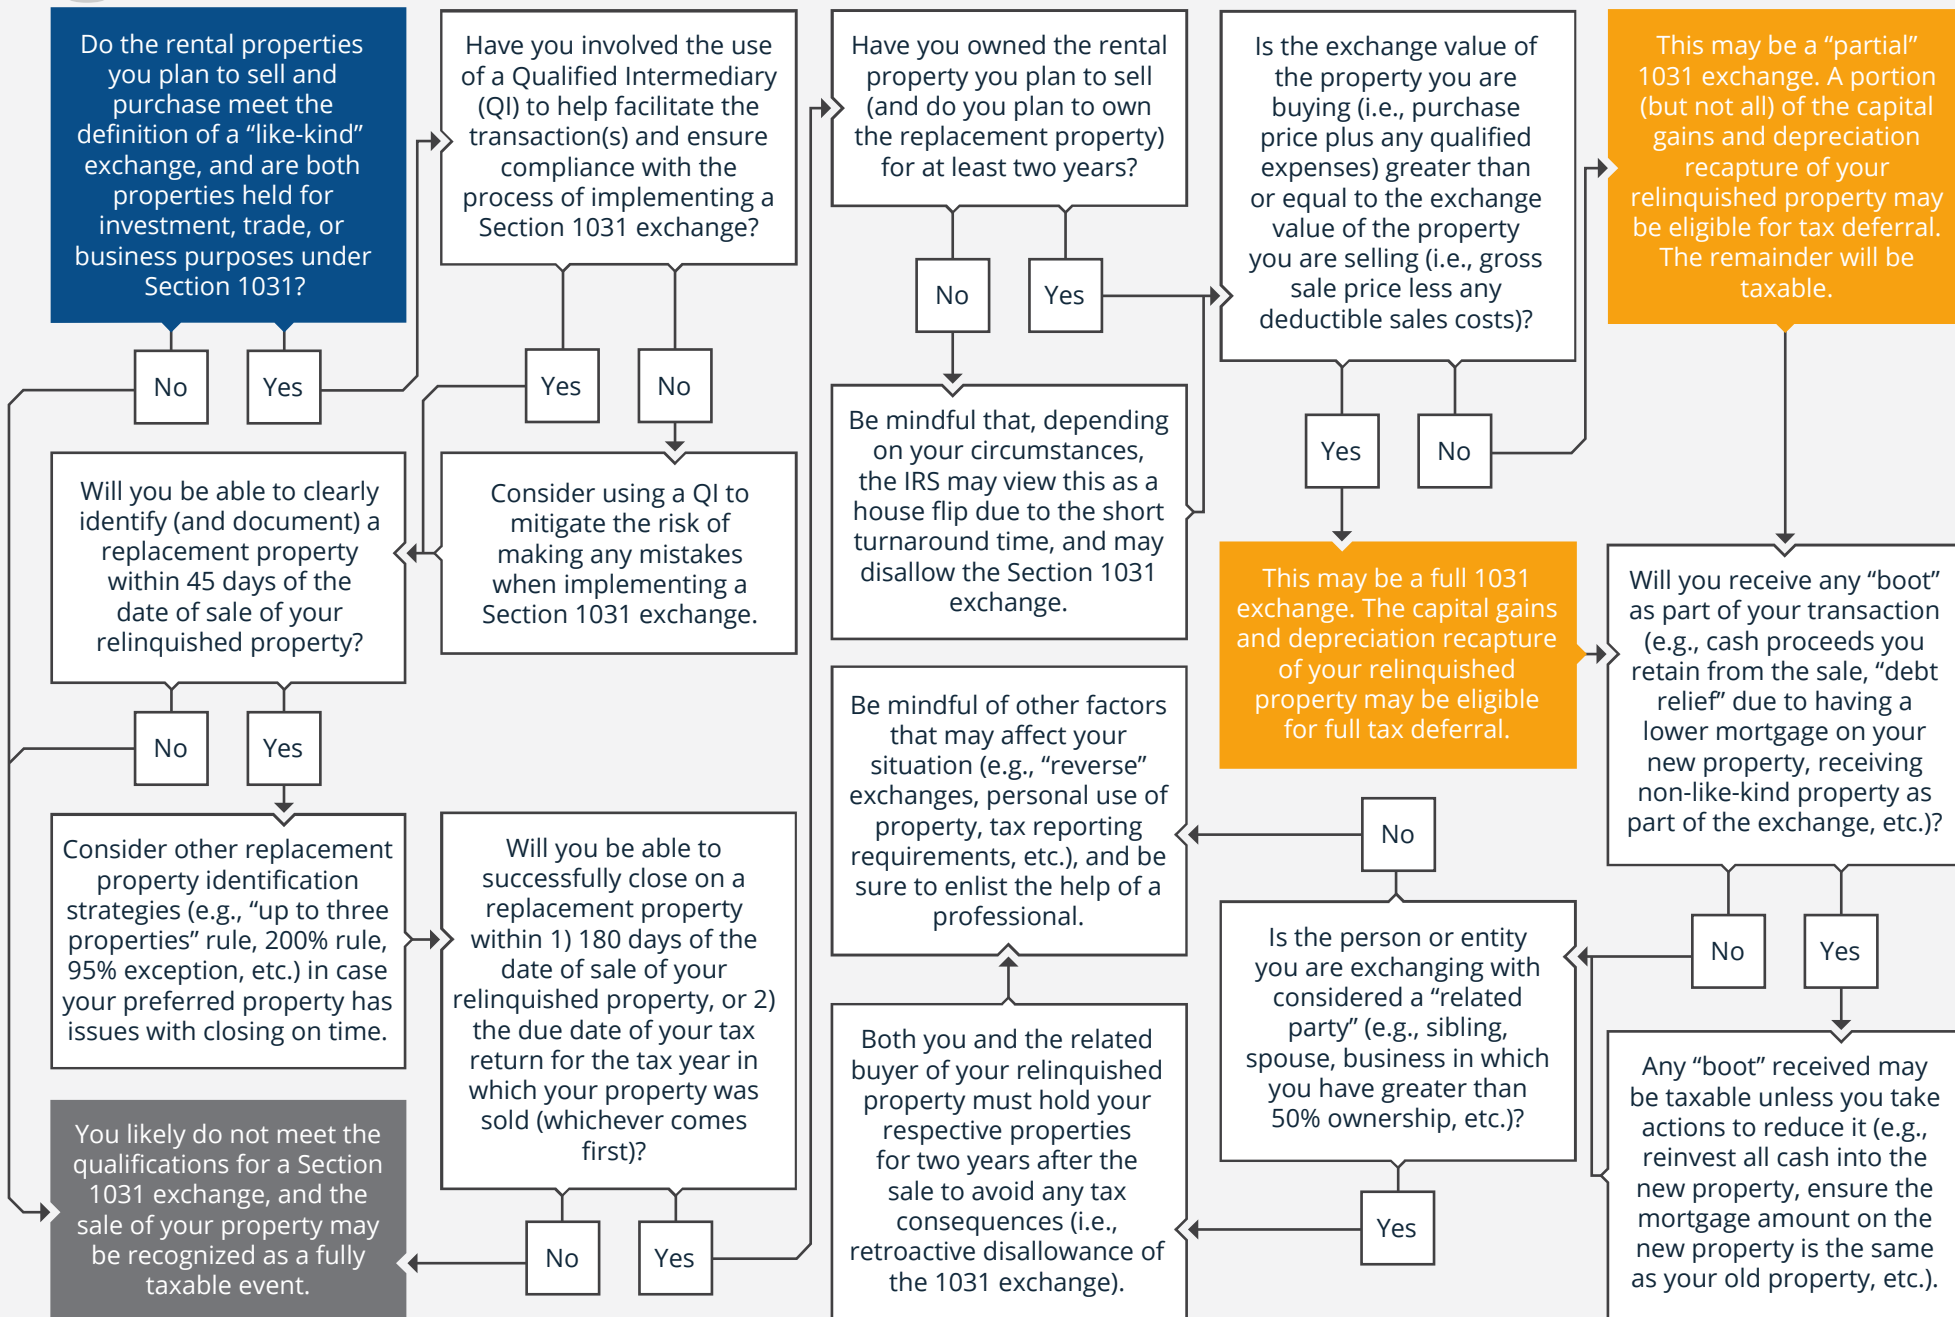 Do the rental properties
you plan to sell and
purchase meet the
definition of a “like-kind”
exchange, and are both
properties held for
investment, trade, or
business purposes under
Section 1031?
No
Yes
Have you involved the use
of a Qualified Intermediary
(QI) to help facilitate the
transaction(s) and ensure
compliance with the
process of implementing a
Section 1031 exchange?
Yes
No
Consider using a QI to
mitigate the risk of
making any mistakes
when implementing a
Section 1031 exchange.
Will you be able to clearly
identify (and document) a
replacement property
within 45 days of the
date of sale of your
relinquished property?
No
Yes
Consider other replacement
property identification
strategies (e.g., “up to three
properties” rule, 200% rule,
95% exception, etc.) in case
your preferred property has
issues with closing on time.
Will you be able to
successfully close on a
replacement property
within 1) 180 days of the
date of sale of your
relinquished property, or 2)
the due date of your tax
return for the tax year in
which your property was
sold (whichever comes
first)?
No
Yes
You likely do not meet the
qualifications for a Section
1031 exchange, and the
sale of your property may
be recognized as a fully
taxable event.
Have you owned the rental
property you plan to sell
(and do you plan to own
the replacement property)
for at least two years?
No
Yes
Be mindful that, depending
on your circumstances,
the IRS may view this as a
house flip due to the short
turnaround time, and may
disallow the Section 1031
exchange.
Is the exchange value of
the property you are
buying (i.e., purchase
price plus any qualified
expenses) greater than
or equal to the exchange
value of the property
you are selling (i.e., gross
sale price less any
deductible sales costs)?
Yes
No
This may be a full 1031
exchange. The capital gains
and depreciation recapture
of your relinquished
property may be eligible
for full tax deferral.
This may be a “partial”
1031 exchange. A portion
(but not all) of the capital
gains and depreciation
recapture of your
relinquished property may
be eligible for tax deferral.
The remainder will be
taxable.
Will you receive any “boot”
as part of your transaction
(e.g., cash proceeds you
retain from the sale, “debt
relief” due to having a
lower mortgage on your
new property, receiving
non-like-kind property as
part of the exchange, etc.)?
No
Yes
Any “boot” received may
be taxable unless you take
actions to reduce it (e.g.,
reinvest all cash into the
new property, ensure the
mortgage amount on the
new property is the same
as your old property, etc.).
Is the person or entity
you are exchanging with
considered a “related
party” (e.g., sibling,
spouse, business in which
you have greater than
50% ownership, etc.)?
No
Yes
Both you and the related
buyer of your relinquished
property must hold your
respective properties
for two years after the
sale to avoid any tax
consequences (i.e.,
retroactive disallowance of
the 1031 exchange).
Be mindful of other factors
that may affect your
situation (e.g., “reverse”
exchanges, personal use of
property, tax reporting
requirements, etc.), and be
sure to enlist the help of a
professional.